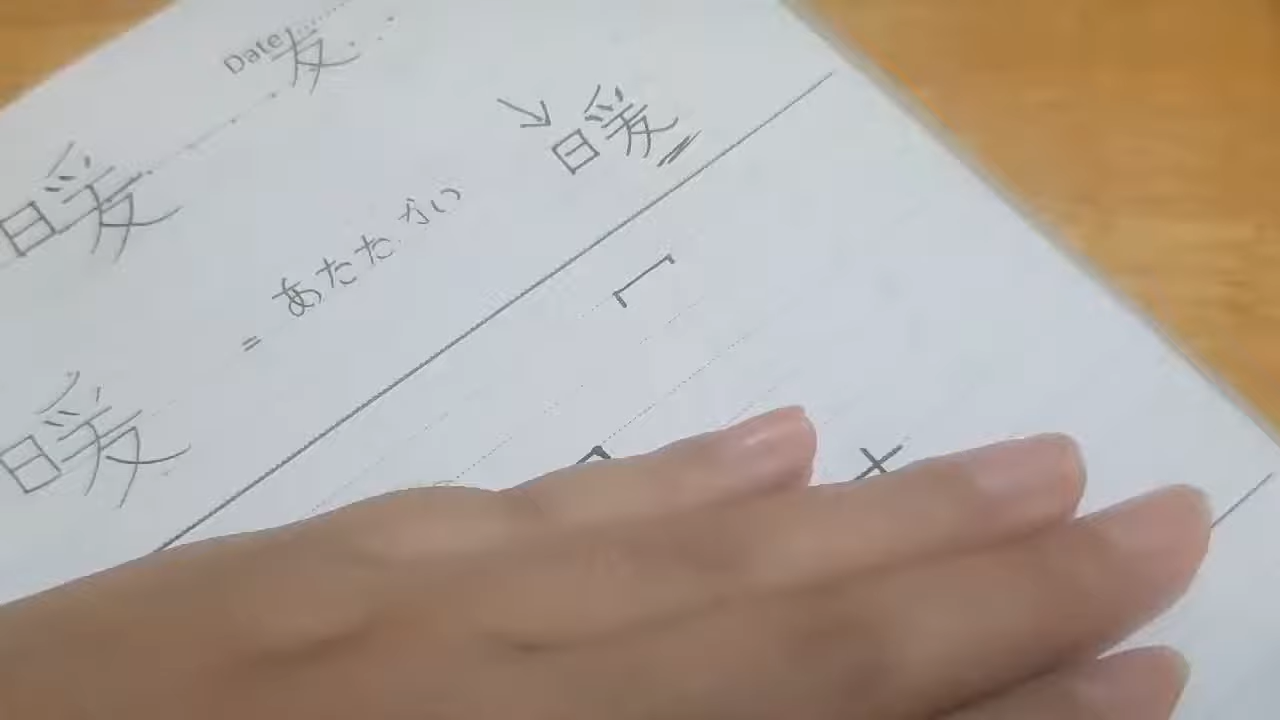 Date 友
暖
暖
= あたたかい
暖